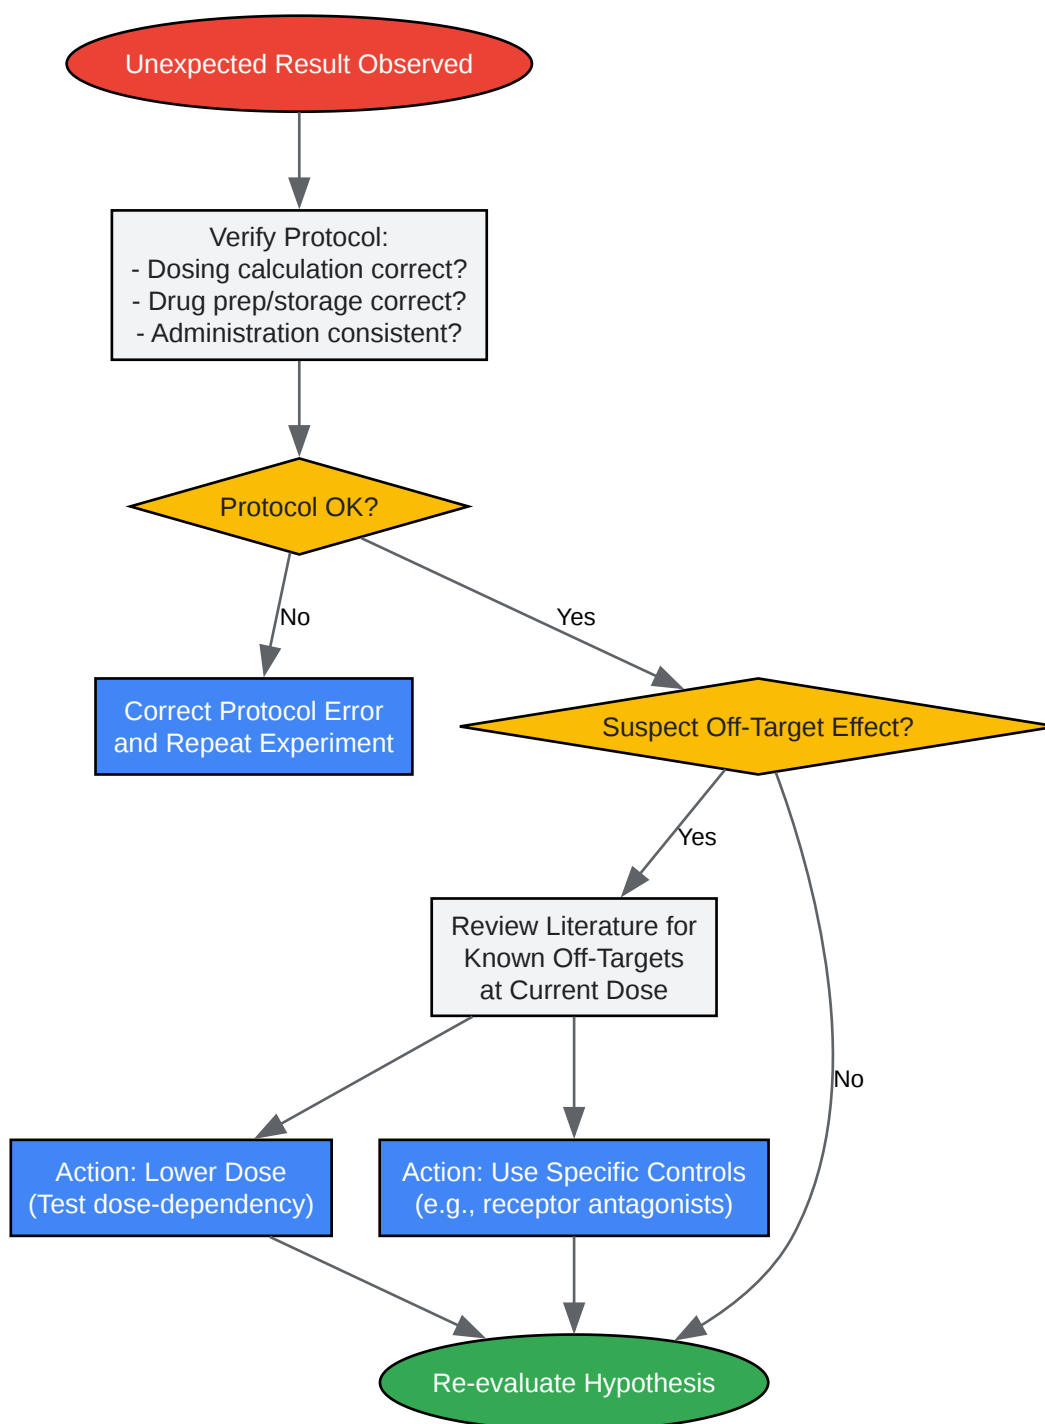 Unexpected Result Observed
Verify Protocol:
- Dosing calculation correct?
- Drug prep/storage correct?
- Administration consistent?
Protocol OK?
No
Yes
Correct Protocol Error
and Repeat Experiment
Suspect Off-Target Effect?
Yes
Review Literature for
Known Off-Targets
at Current Dose
No
Action: Lower Dose
(Test dose-dependency)
Action: Use Specific Controls
(e.g., receptor antagonists)
Re-evaluate Hypothesis